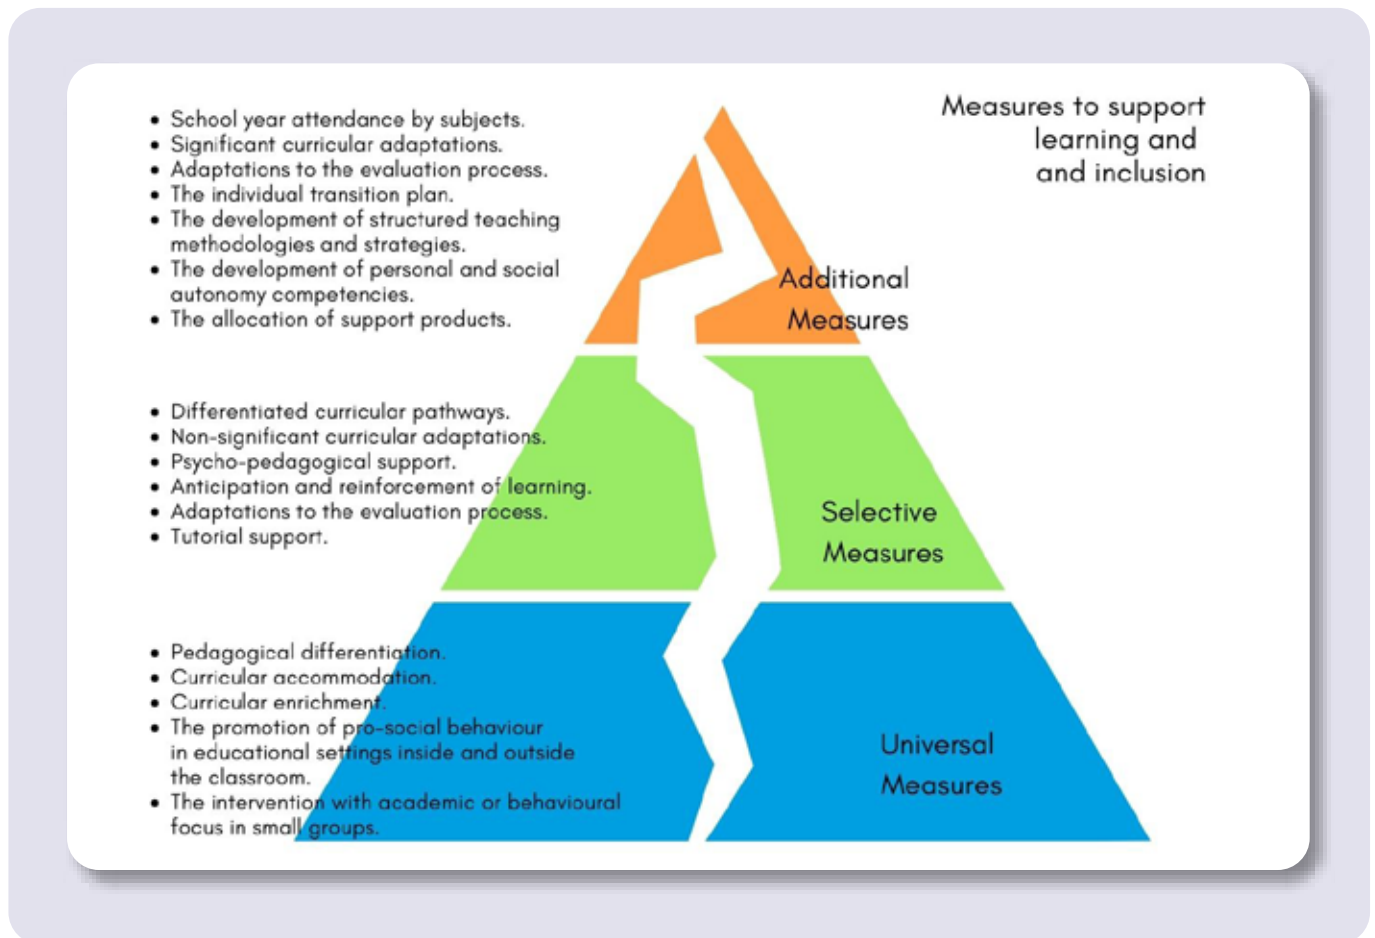 Measures to support
learning and
and inclusion
• School year attendance by subjects.
• Significant curricular adaptations.
• Adaptations to the evaluation process.
• The individual transition plan.
• The development of structured teaching
methodologies and strategies.
• The development of personal and social
autonomy competencies.
• The allocation of support products.
Additional
Measures
• Differentiated curricular pathways.
• Non-significant curricular adaptations.
• Psycho-pedagogical support.
• Anticipation and reinforcement of learning.
• Adaptations to the evaluation process.
• Tutorial support.
Selective
Measures
• Pedagogical differentiation.
• Curricular accommodation.
• Curricular enrichment.
• The promotion of pro-social behaviour
in educational settings inside and outside
the classroom.
• The intervention with academic or behavioural
focus in small groups.
Universal
Measures